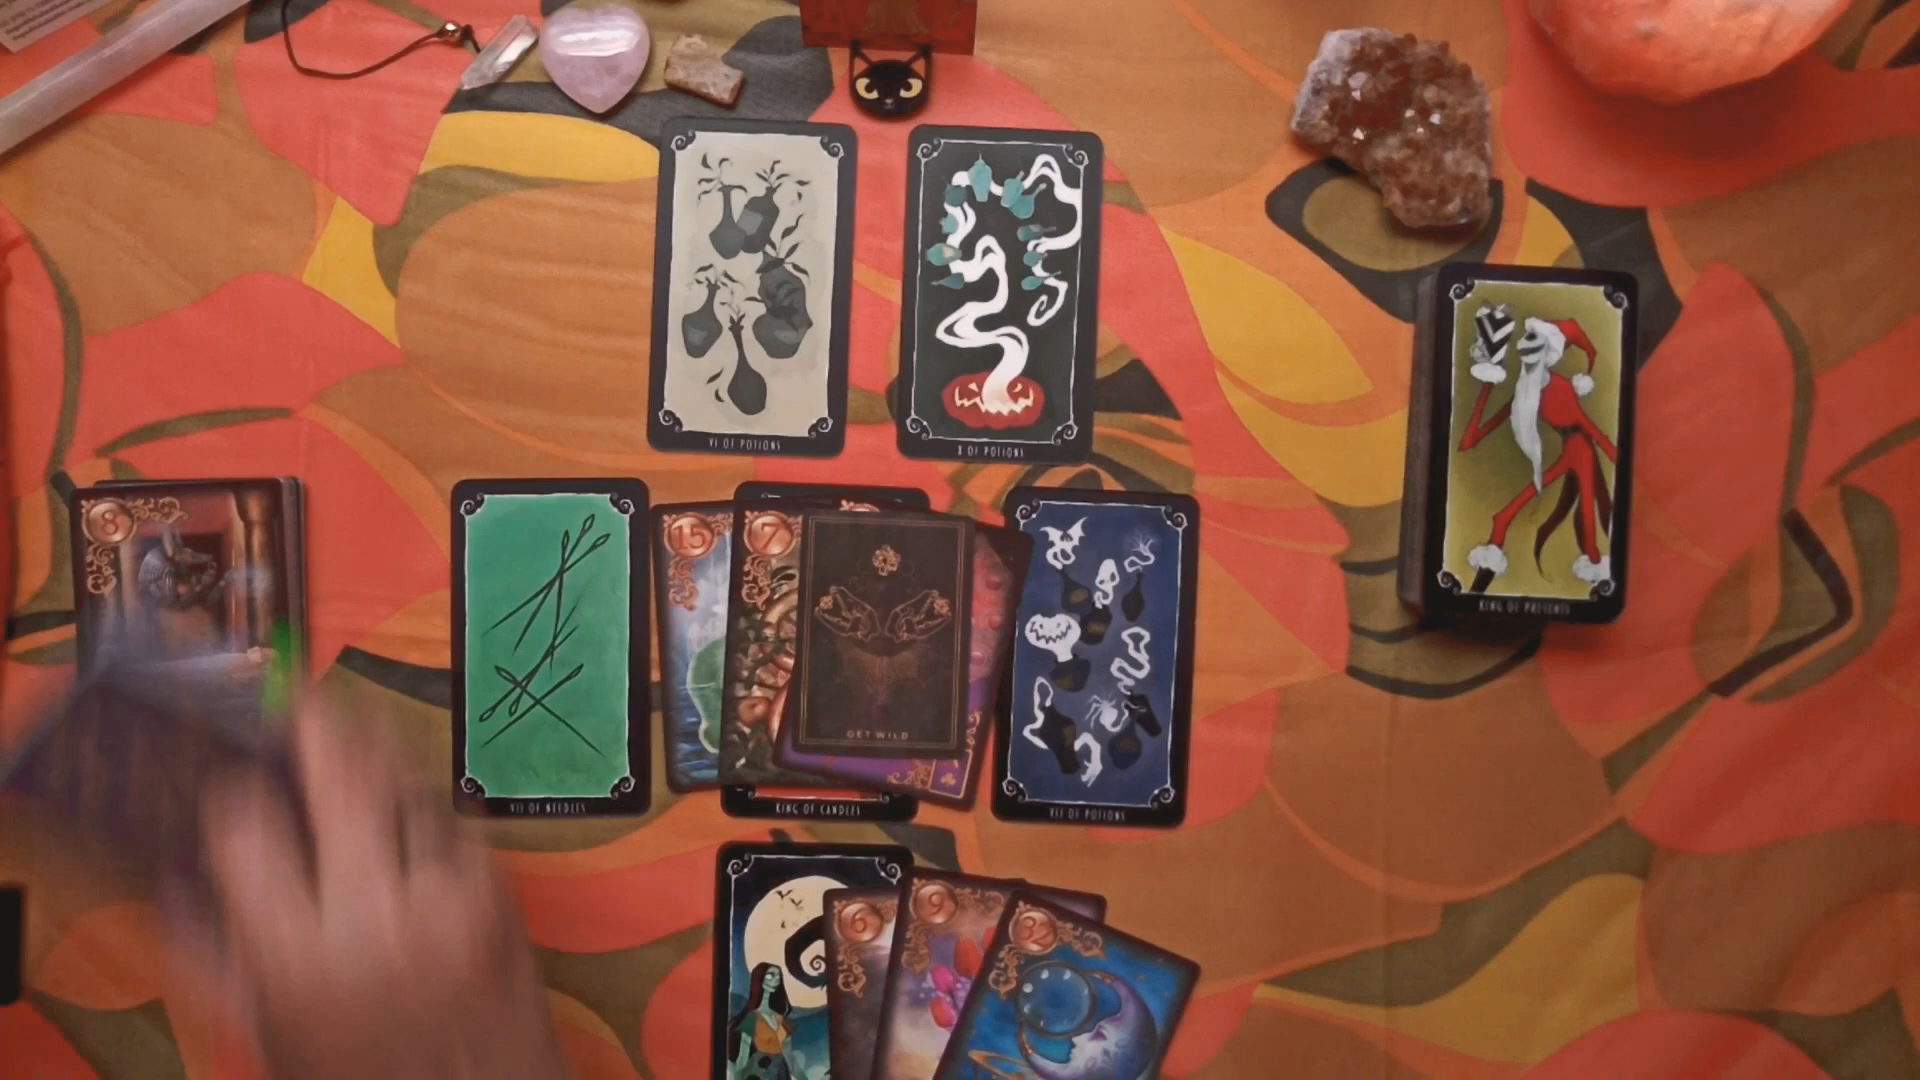 VI OF POTIONS
X OF POTIONS
KING OF PRESENTS
8
15
7
GET WILD
VII OF NEEDLES
KING OF CANDLES
VII OF POTIONS
6
9
32